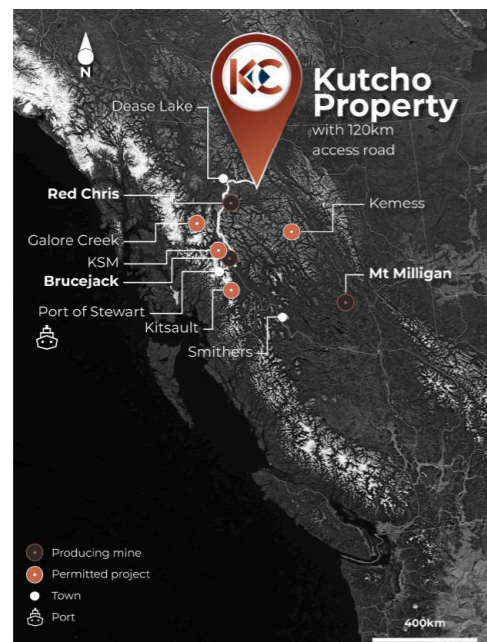 N
KC
Kutcho
Property
with 120km
access road
Dease Lake
Red Chris
Kemess
Galore Creek
KSM
Brucejack
Mt Milligan
Port of Stewart
Kitsault
Smithers
Producing mine
Permitted project
Town
Port
400km